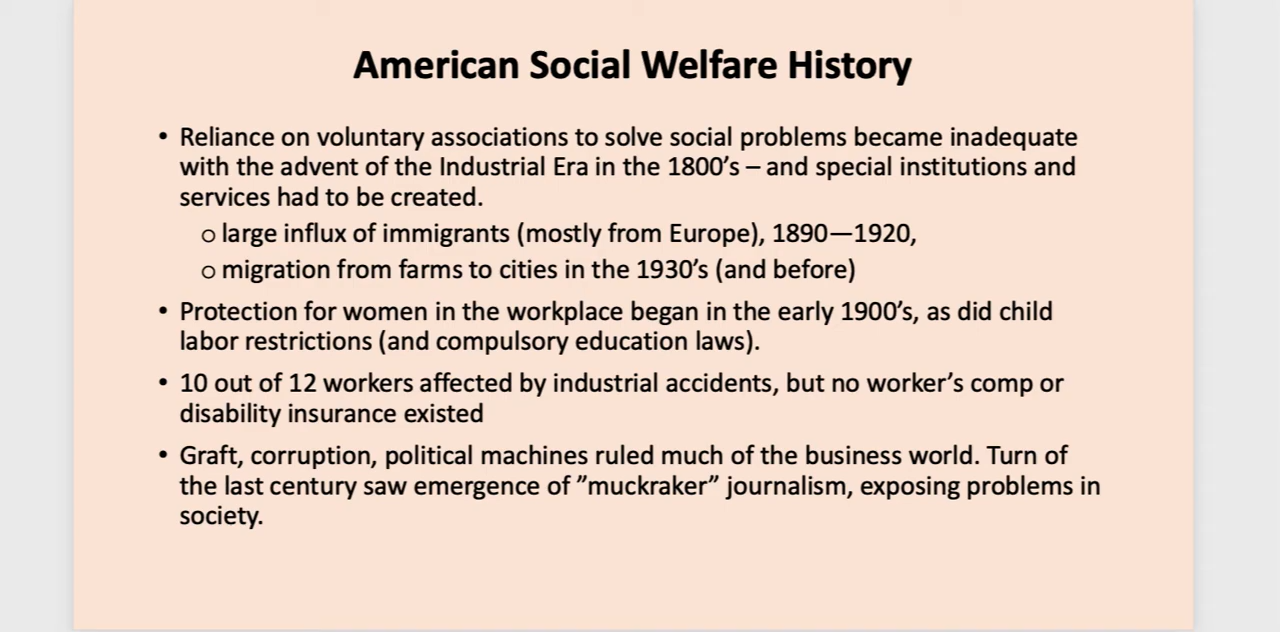 American Social Welfare History
• Reliance on voluntary associations to solve social problems became inadequate
with the advent of the Industrial Era in the 1800’s – and special institutions and
services had to be created.
o large influx of immigrants (mostly from Europe), 1890—1920,
o migration from farms to cities in the 1930’s (and before)
• Protection for women in the workplace began in the early 1900’s, as did child
labor restrictions (and compulsory education laws).
• 10 out of 12 workers affected by industrial accidents, but no worker’s comp or
disability insurance existed
• Graft, corruption, political machines ruled much of the business world. Turn of
the last century saw emergence of ”muckraker” journalism, exposing problems in
society.